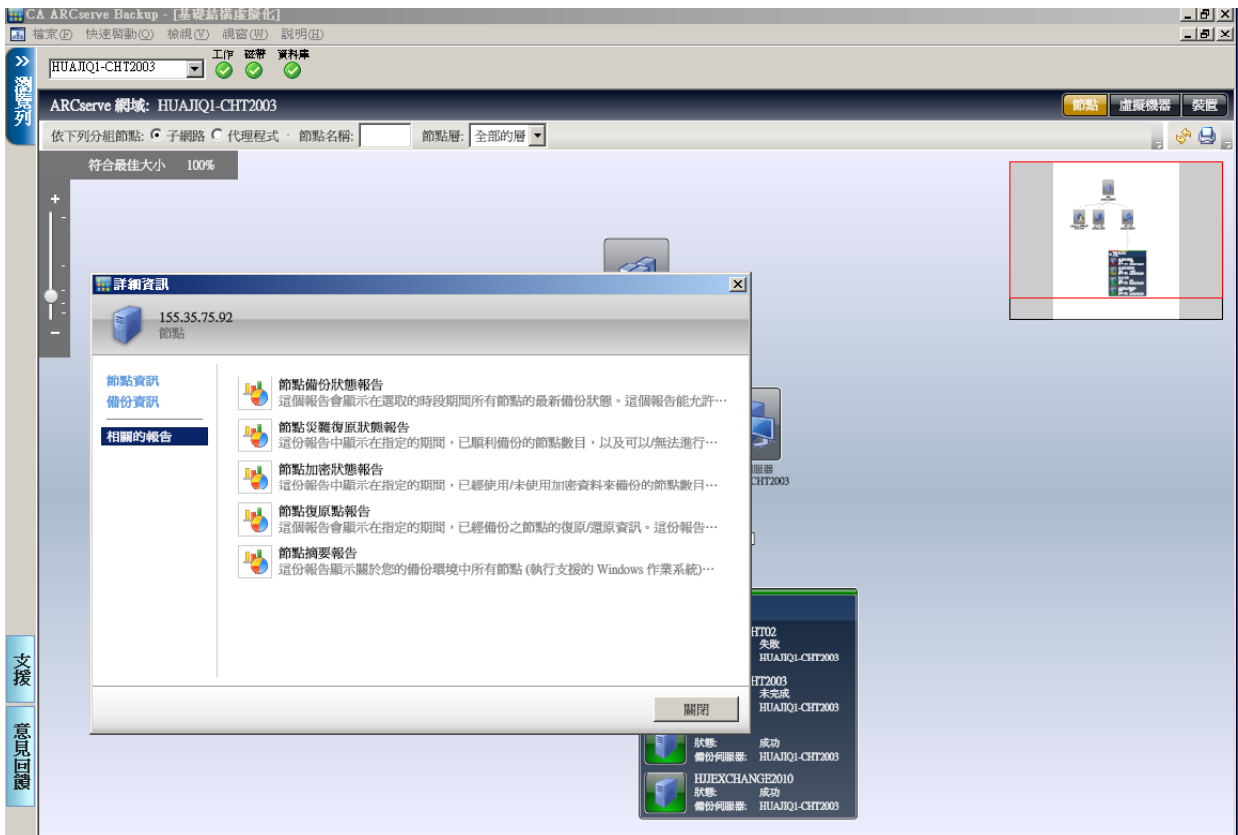 CA ARCserve Backup - [基礎結構虛擬化]
檔案(F) 快速啟動(Q) 檢視(V) 視窗(W) 說明(H)
HUAJIQ1-CHT2003
工作 磁帶 資料庫
瀏覽列
ARCserve 網域: HUAJIQ1-CHT2003
節點 虛擬機器 裝置
依下列分組節點: 子網路 代理程式 節點名稱: 節點層: 全部的層
符合最佳大小 100%
詳細資訊
155.35.75.92
節點
節點資訊
備份資訊
相關的報告
節點備份狀態報告
這個報告會顯示在選取的時段期間所有節點的最新備份狀態。這個報告能允許…
節點災難復原狀態報告
這份報告中顯示在指定的期間，已順利備份的節點數目，以及可以/無法進行…
節點加密狀態報告
這份報告中顯示在指定的期間，已經使用/未使用加密資料來備份的節點數目…
節點復原點報告
這個報告會顯示在指定的期間，已經備份之節點的復原/還原資訊。這份報告…
節點摘要報告
這份報告顯示關於您的備份環境中所有節點 (執行支援的 Windows 作業系統)…
關閉
伺服器
CHT2003
HT02
失敗
HUAJIQ1-CHT2003
HT2003
未完成
HUAJIQ1-CHT2003
狀態: 成功
備份伺服器: HUAJIQ1-CHT2003
HJJEXCHANGE2010
狀態: 成功
備份伺服器: HUAJIQ1-CHT2003
支援
意見回饋